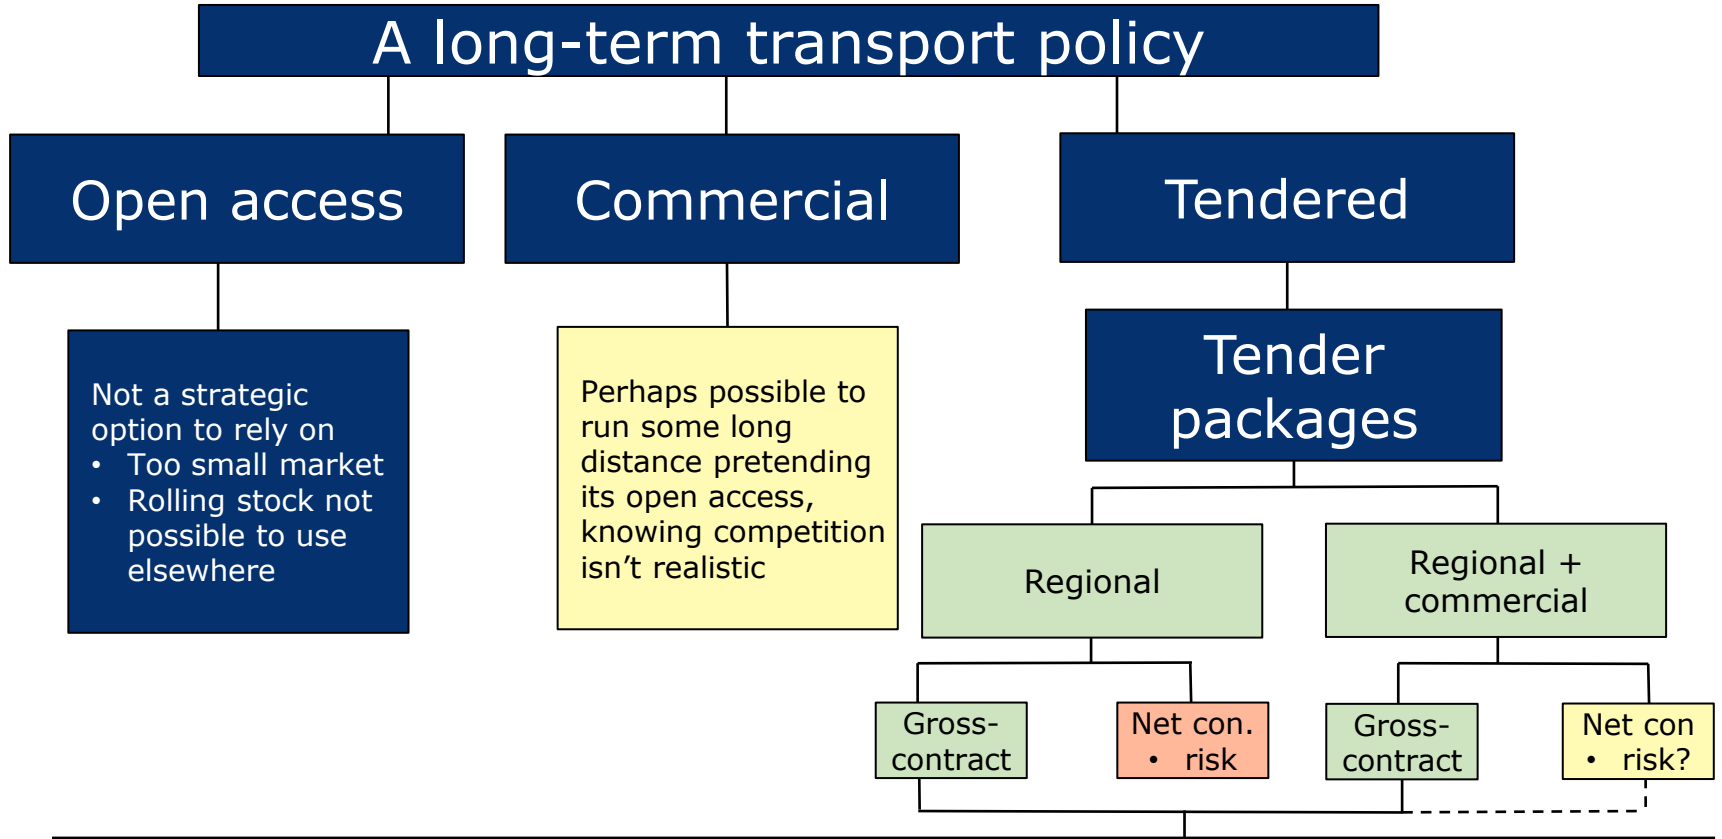 A long-term transport policy
Open access
Commercial
Tendered
Not a strategic
option to rely on
• Too small market
• Rolling stock not
possible to use
elsewhere
Perhaps possible to
run some long
distance pretending
its open access,
knowing competition
isn’t realistic
Tender
packages
Regional
Regional +
commercial
Gross-
contract
Net con.
• risk
Gross-
contract
Net con
• risk?